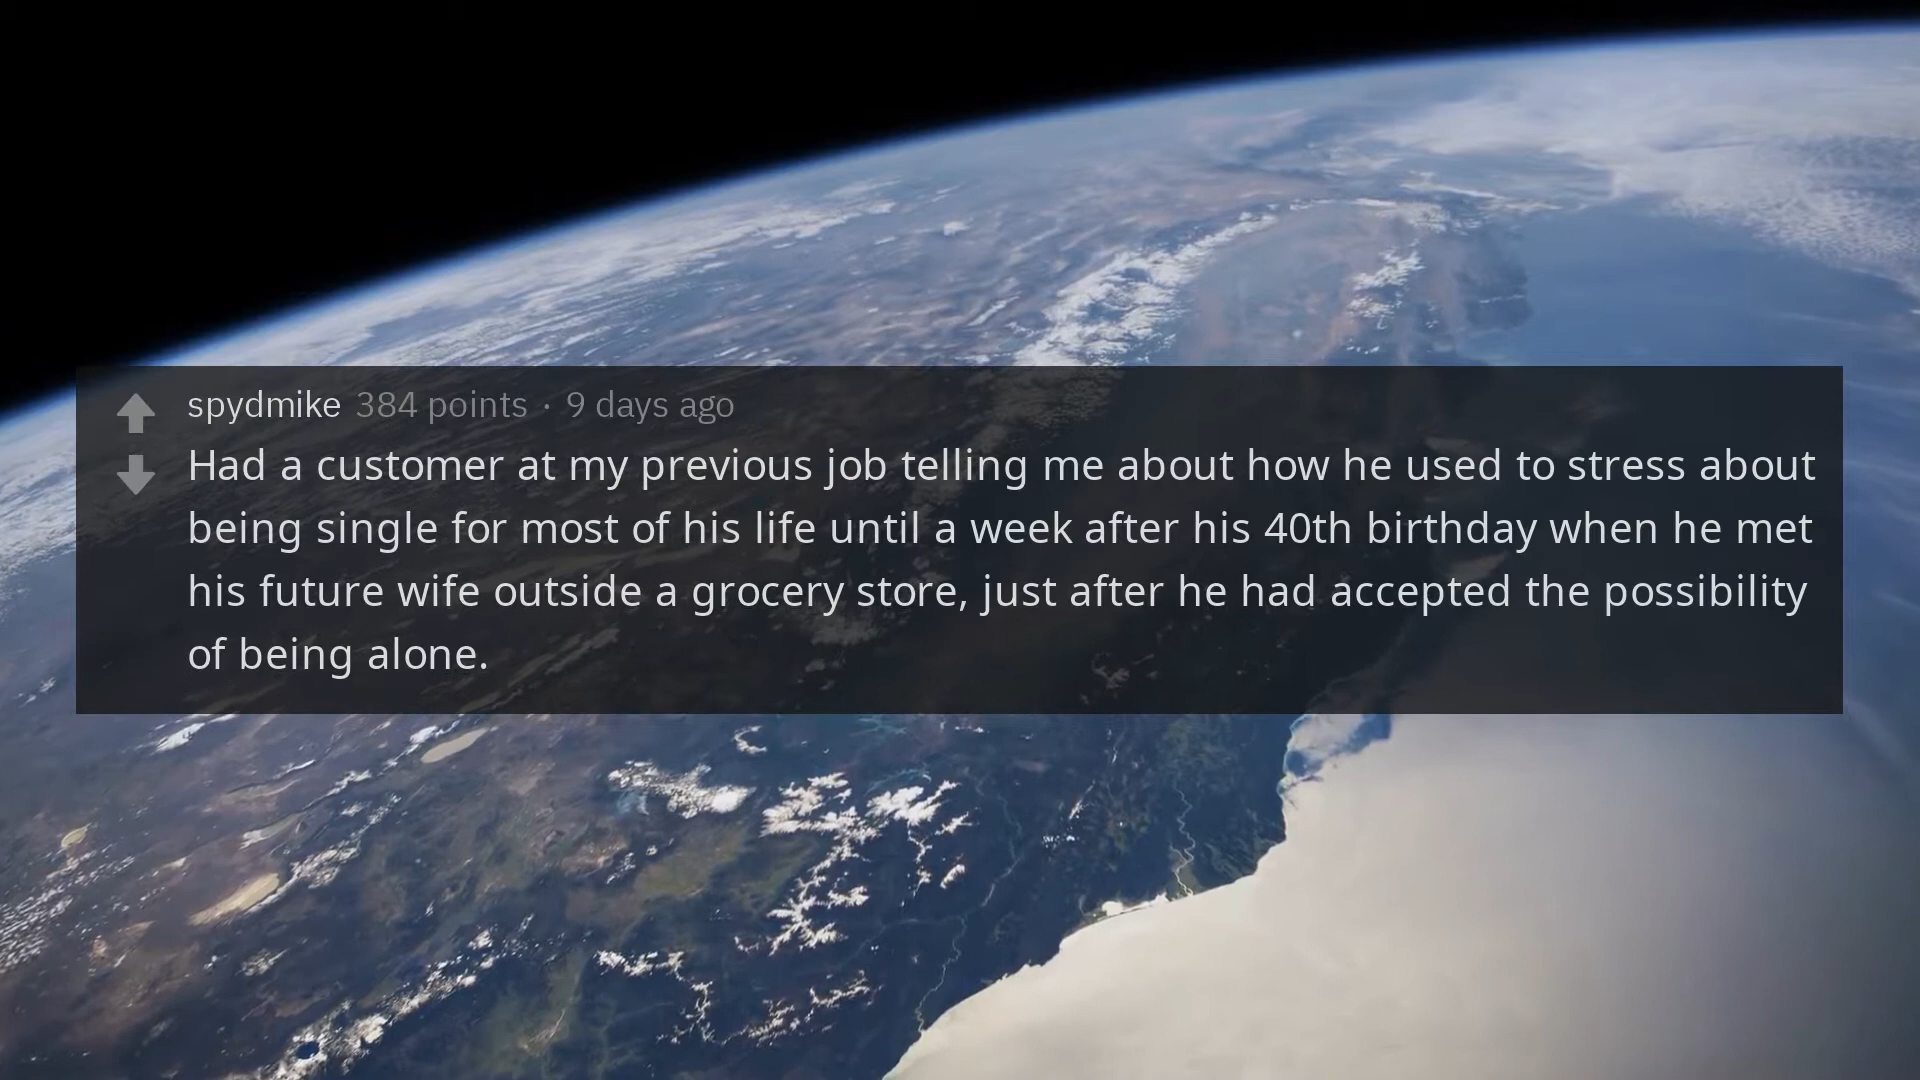 spydmike 384 points · 9 days ago
Had a customer at my previous job telling me about how he used to stress about
being single for most of his life until a week after his 40th birthday when he met
his future wife outside a grocery store, just after he had accepted the possibility
of being alone.